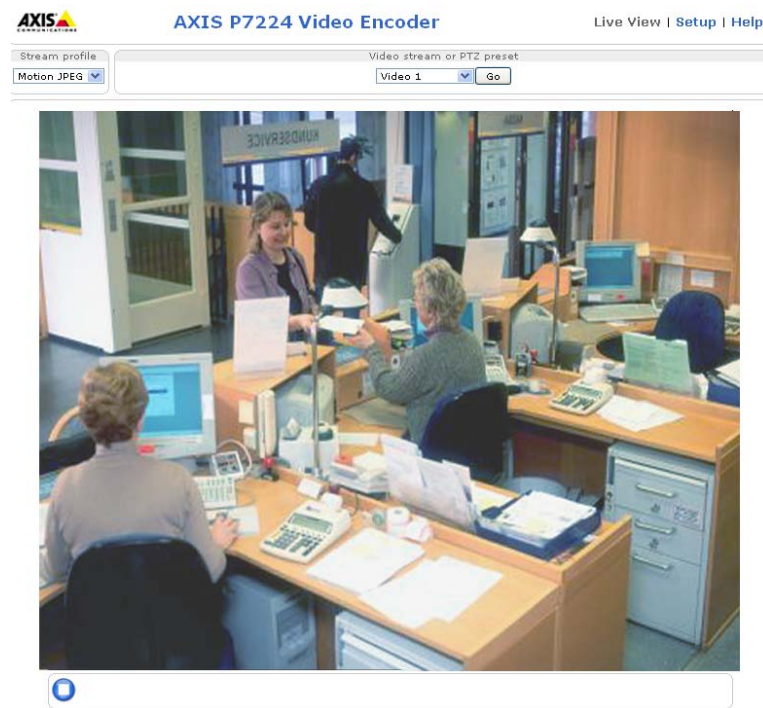 AXIS
COMMUNICATIONS
AXIS P7224 Video Encoder
Live View | Setup | Help
Stream profile
Video stream or PTZ preset
Motion JPEG
Video 1
Go
KUNDSERVICE
KASSA